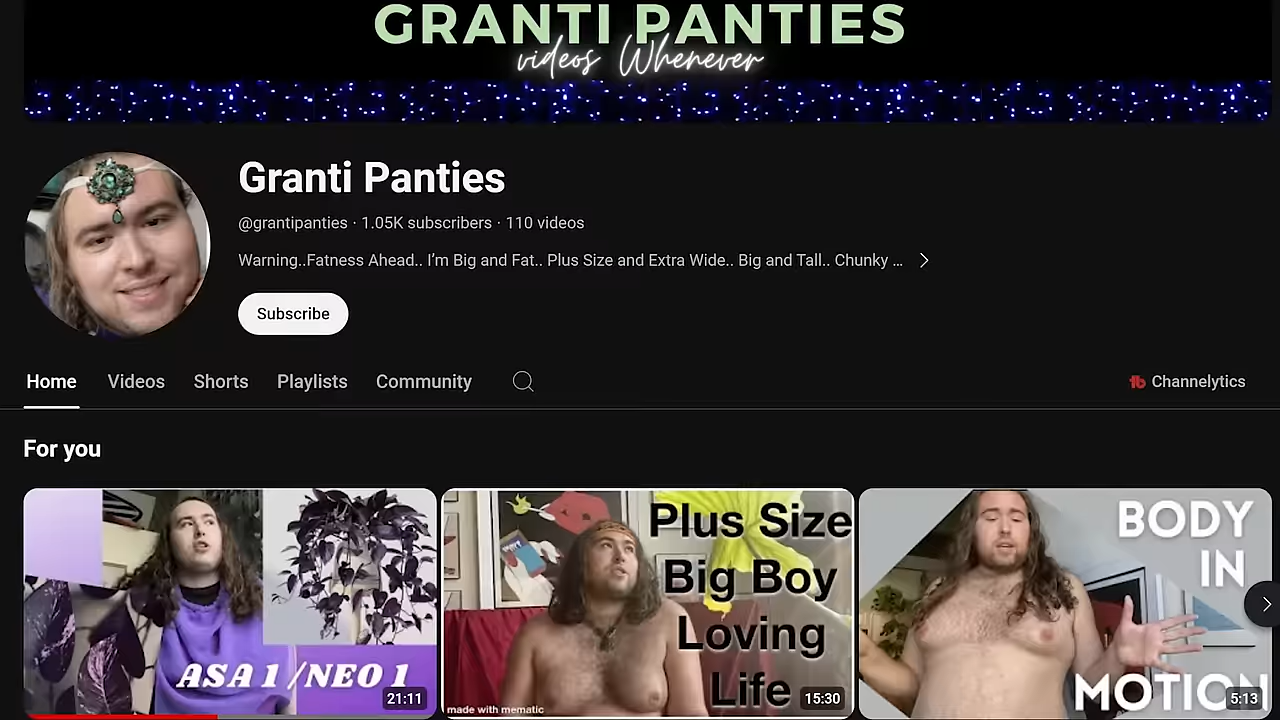 GRANTI PANTIES
videos Whenever
Granti Panties
@grantipanties · 1.05K subscribers · 110 videos
Warning..Fatness Ahead.. I’m Big and Fat.. Plus Size and Extra Wide.. Big and Tall.. Chunky ...
Subscribe
Home
Videos
Shorts
Playlists
Community
Channelytics
For you
ASA 1 /NEO 1
21:11
Plus Size
Big Boy
Loving
Life
15:30
made with mematic
BODY
IN
MOTION
5:13